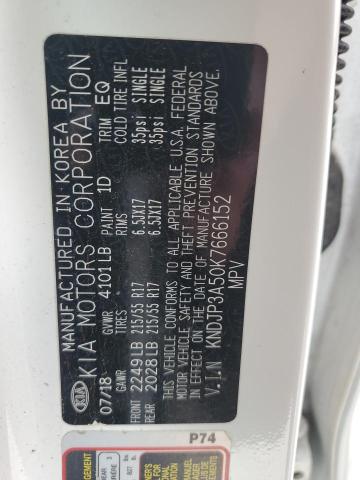 MANUFACTURED IN KOREA BY
KIA KIA MOTORS CORPORATION
07/18 GVWR 4101LB PAINT 1D TRIM EQ
GAWR TIRES RIMS COLD TIRE INFL
FRONT 2249LB 215/55 R17 6.5JX17 35psi SINGLE
REAR 2028LB 215/55 R17 6.5JX17 35psi SINGLE
THIS VEHICLE CONFORMS TO ALL APPLICABLE U.S.A. FEDERAL
MOTOR VEHICLE SAFETY AND THEFT PREVENTION STANDARDS
IN EFFECT ON THE DATE OF MANUFACTURE SHOWN ABOVE.
V.I.N KNDJP3A50K7666152
MPV
P74